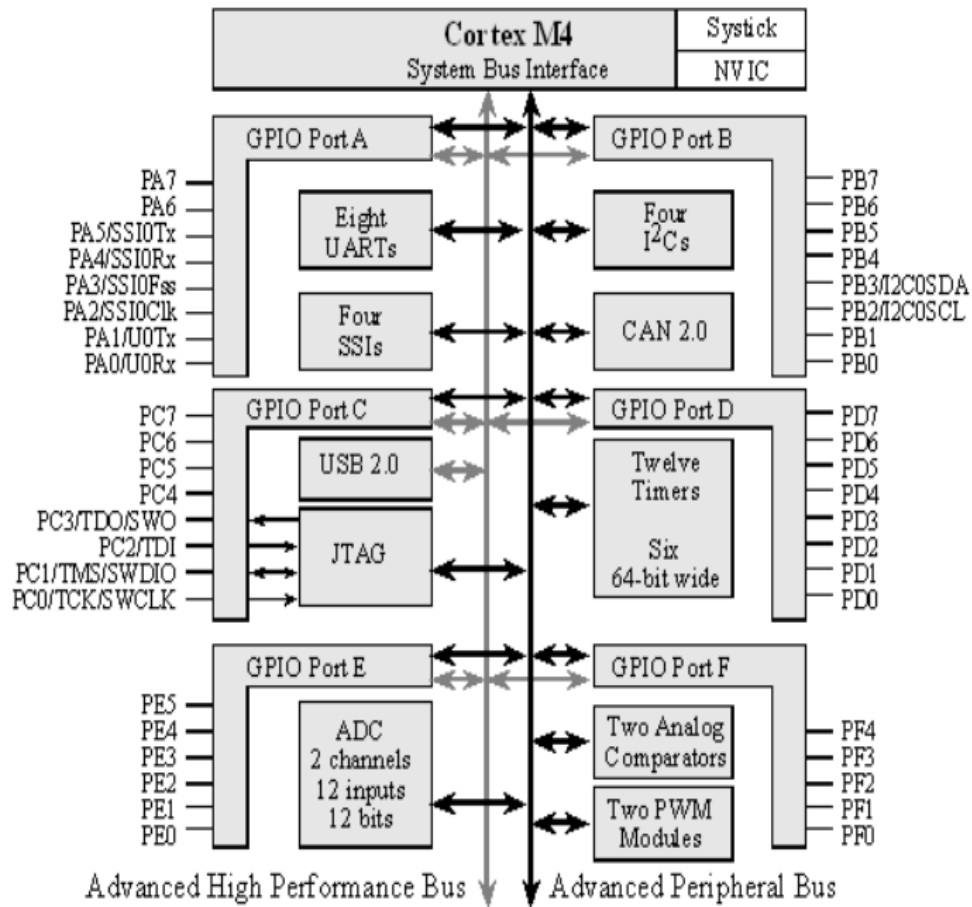 Cortex M4
System Bus Interface
Systick
NVIC
GPIO Port A
PA7
PA6
PA5/SSI0Tx
PA4/SSI0Rx
PA3/SSI0Fss
PA2/SSI0Clk
PA1/U0Tx
PA0/U0Rx
Eight
UARTs
Four
SSIs
GPIO Port B
Four
I²Cs
CAN 2.0
PB7
PB6
PB5
PB4
PB3/I2C0SDA
PB2/I2C0SCL
PB1
PB0
GPIO Port C
PC7
PC6
PC5
PC4
PC3/TDO/SWO
PC2/TDI
PC1/TMS/SWDIO
PC0/TCK/SWCLK
USB 2.0
JTAG
GPIO Port D
Twelve
Timers
Six
64-bit wide
PD7
PD6
PD5
PD4
PD3
PD2
PD1
PD0
GPIO Port E
PE5
PE4
PE3
PE2
PE1
PE0
ADC
2 channels
12 inputs
12 bits
GPIO Port F
Two Analog
Comparators
Two PWM
Modules
PF4
PF3
PF2
PF1
PF0
Advanced High Performance Bus
Advanced Peripheral Bus